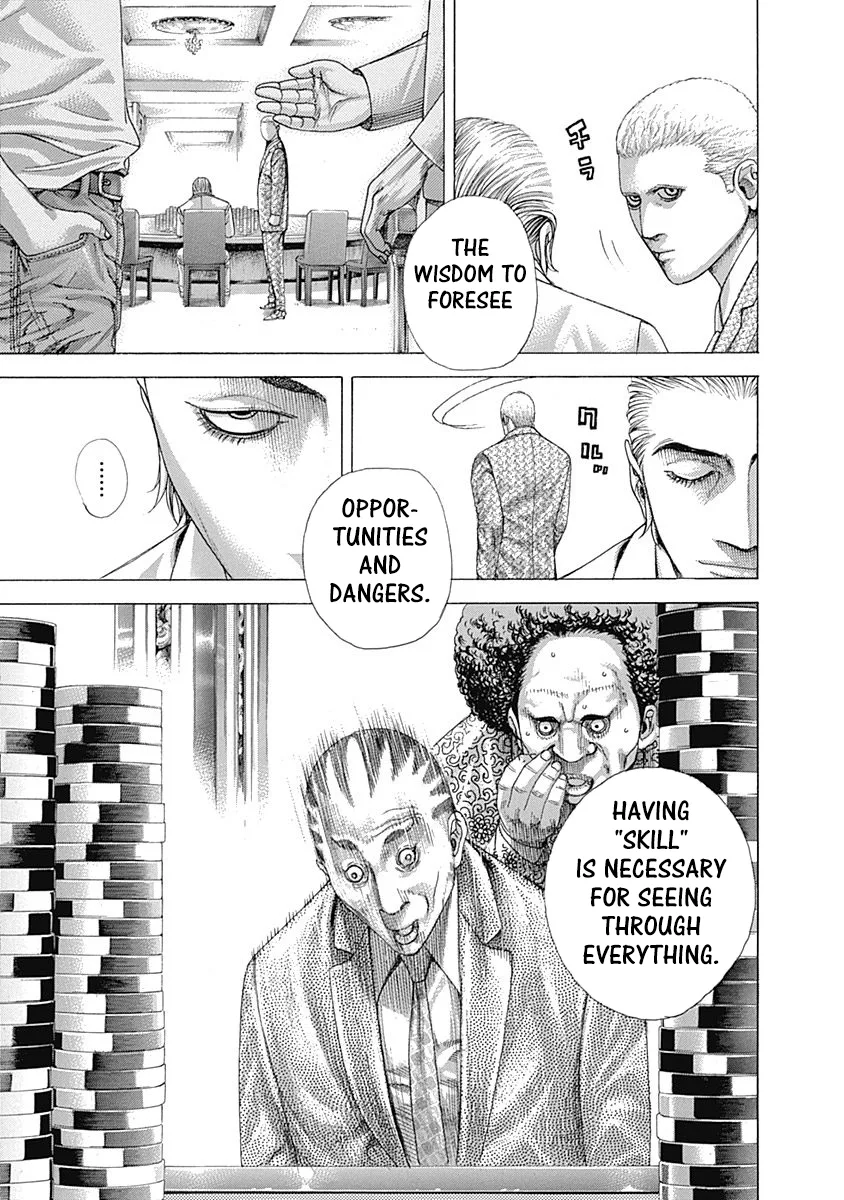 チラ
THE
WISDOM TO
FORESEE
クルッ
OPPOR-
TUNITIES
AND
DANGERS.
......
HAVING
"SKILL"
IS NECESSARY
FOR SEEING
THROUGH
EVERYTHING.